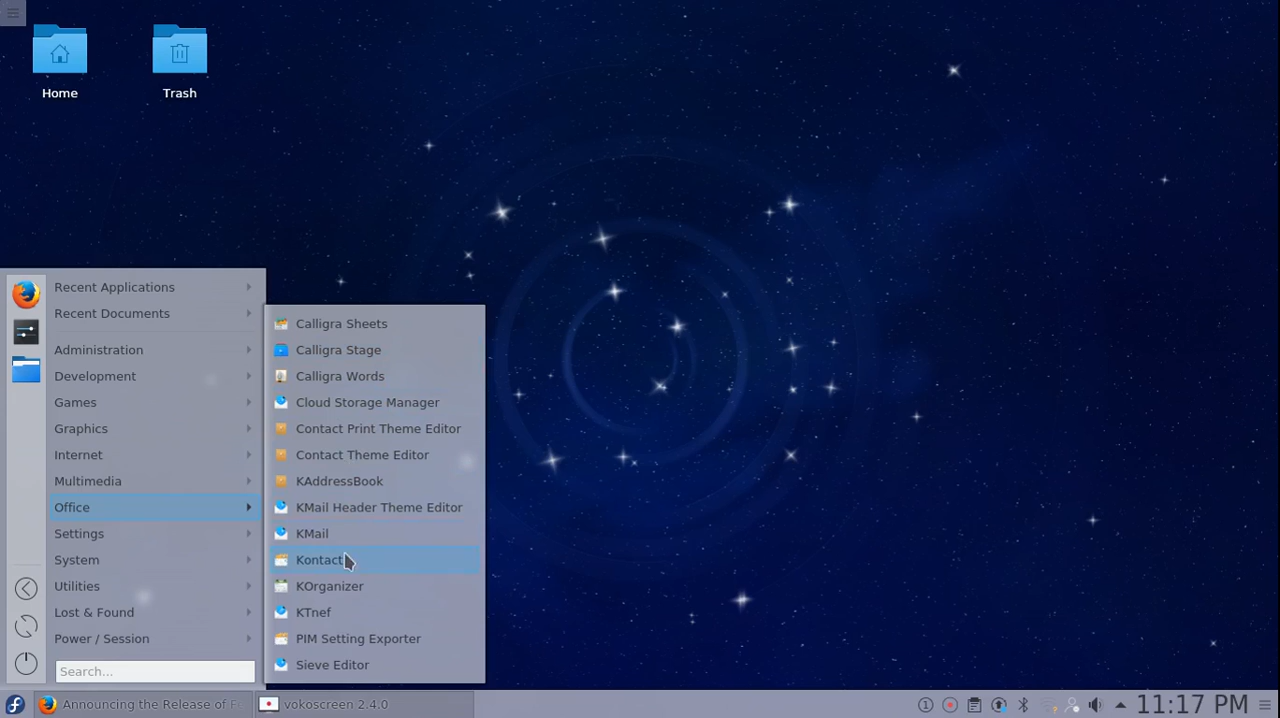 Home
Trash
Recent Applications
Recent Documents
Administration
Development
Games
Graphics
Internet
Multimedia
Office
Settings
System
Utilities
Lost & Found
Power / Session
Search...
Calligra Sheets
Calligra Stage
Calligra Words
Cloud Storage Manager
Contact Print Theme Editor
Contact Theme Editor
KAddressBook
KMail Header Theme Editor
KMail
Kontact
KOrganizer
KTnef
PIM Setting Exporter
Sieve Editor
Announcing the Release of
vokoscreen 2.4.0
1
11:17 PM